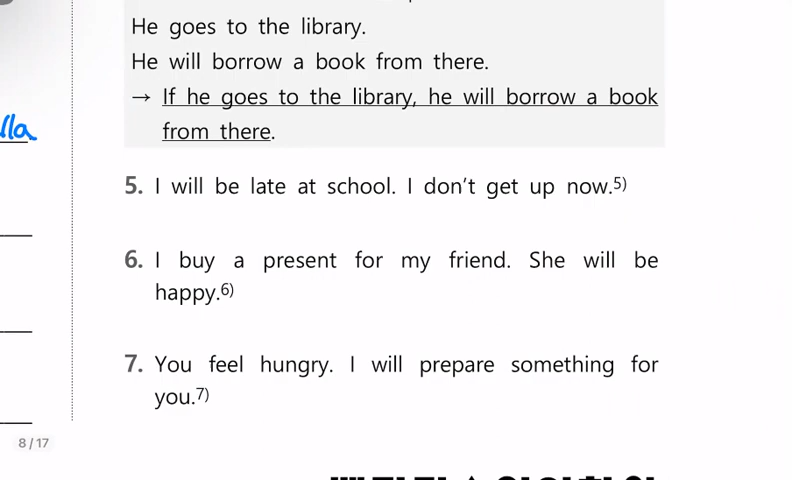 He goes to the library.
He will borrow a book from there.
→ If he goes to the library, he will borrow a book
from there.
lla
5. I will be late at school. I don't get up now.5)
6. I buy a present for my friend. She will be
happy.6)
7. You feel hungry. I will prepare something for
you.7)
8 / 17